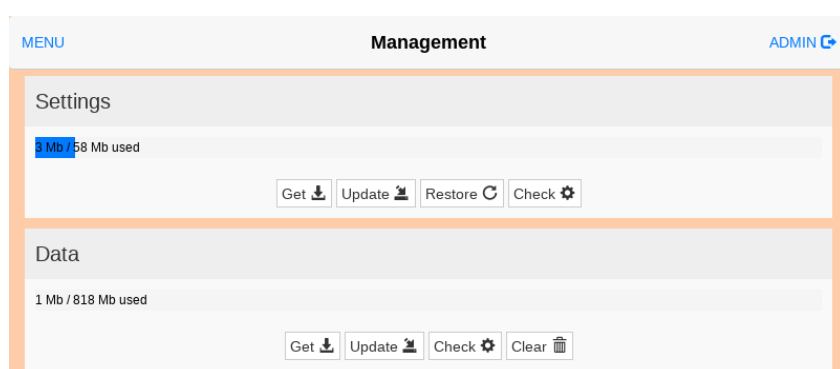 MENU Management ADMIN
Settings
3 Mb / 58 Mb used
Get Update Restore Check
Data
1 Mb / 818 Mb used
Get Update Check Clear